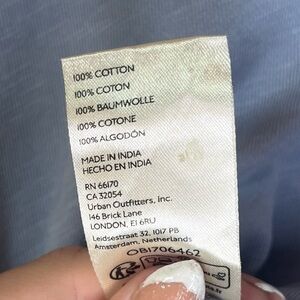 100% COTTON
100% COTON
100% BAUMWOLLE
100% COTONE
100% ALGODÓN
MADE IN INDIA
HECHO EN INDIA
RN 66170
CA 32054
Urban Outfitters, Inc.
146 Brick Lane
LONDON, E1 6RU
Leidsestraat 32, 1017 PB
Amsterdam, Netherlands
OB1706462